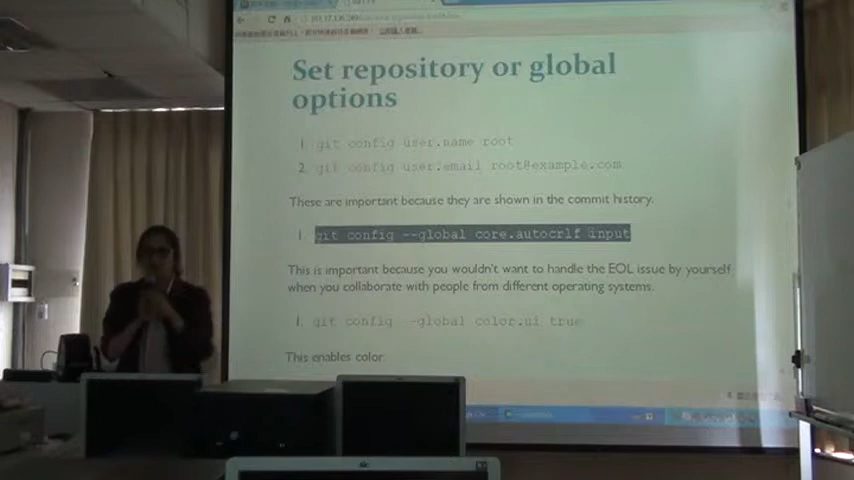 Set repository or global
options
1. git config user.name root
2. git config user.email root@example.com
These are important because they are shown in the commit history.
1. git config --global core.autocrlf input
This is important because you wouldn't want to handle the EOL issue by yourself
when you collaborate with people from different operating systems.
1. git config --global color.ui true
This enables color: